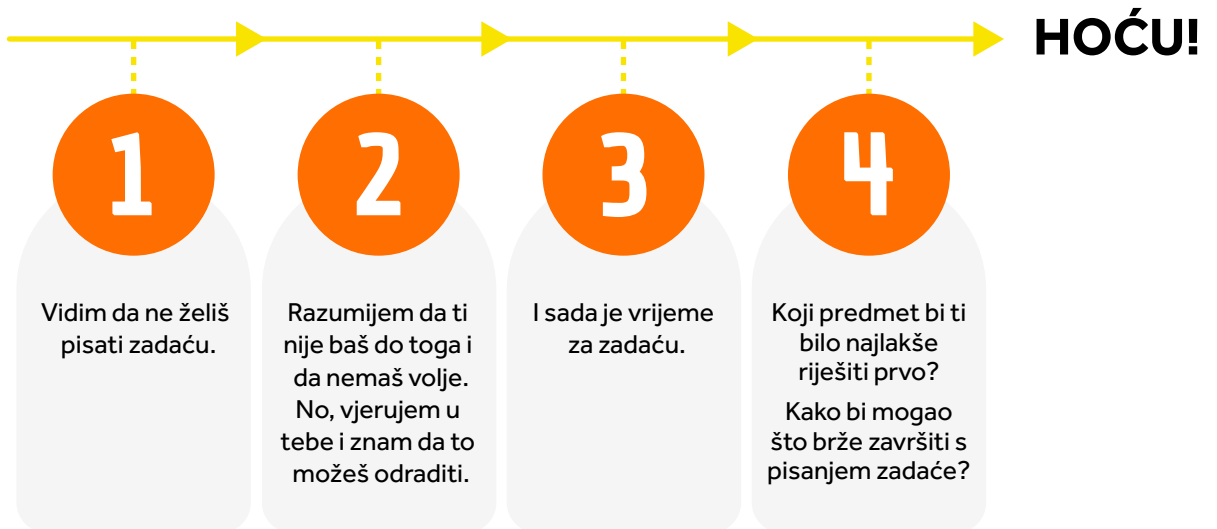 HOĆU!
1
Vidim da ne želiš
pisati zadaću.
2
Razumijem da ti
nije baš do toga i
da nemaš volje.
No, vjerujem u
tebe i znam da to
možeš odraditi.
3
I sada je vrijeme
za zadaću.
4
Koji predmet bi ti
bilo najlakše
riješiti prvo?
Kako bi mogao
što brže završiti s
pisanjem zadaće?